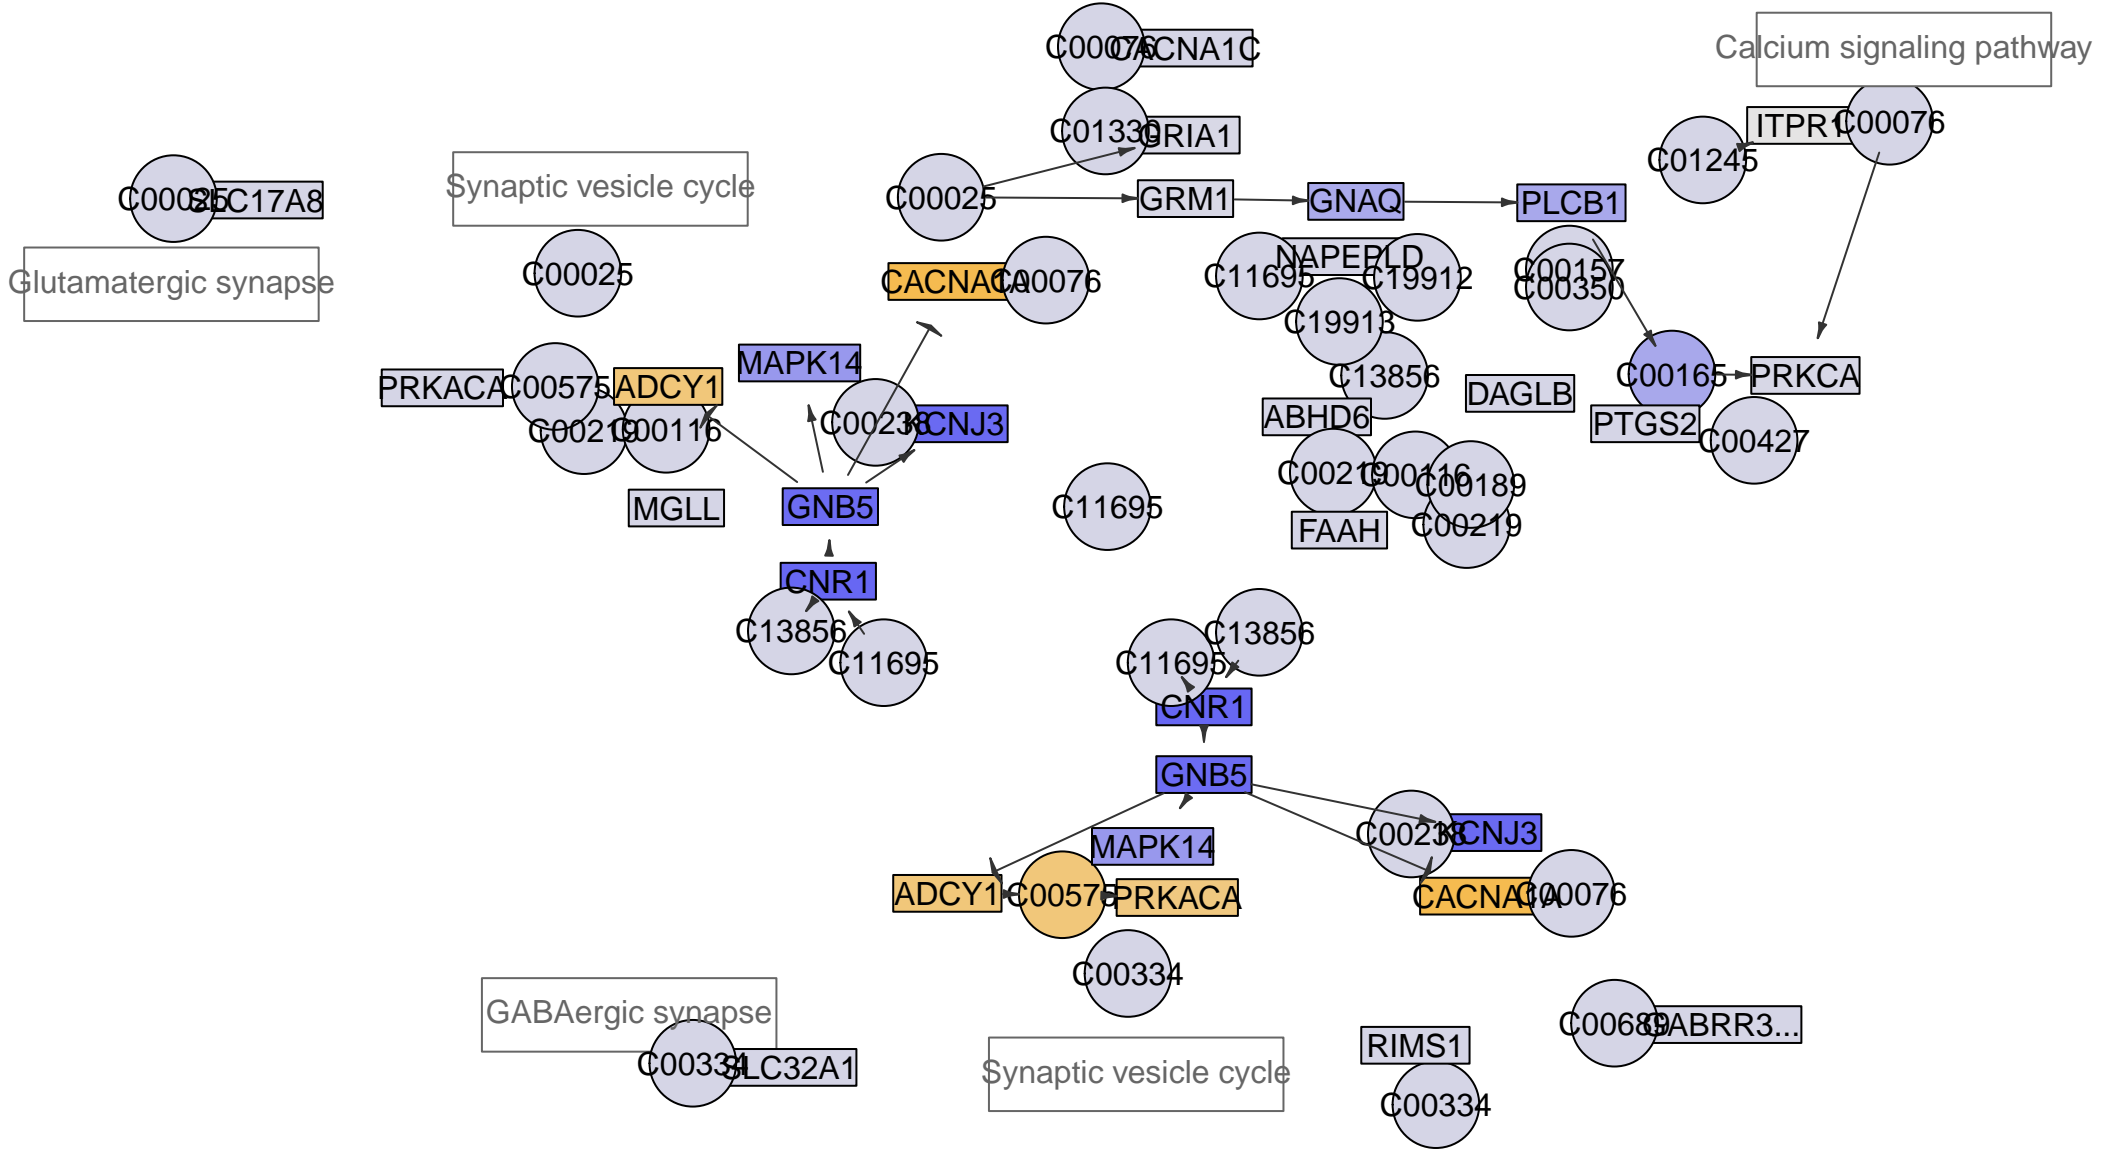 C00076
CACNA1C
Calcium signaling pathway
C01330
GRIA1
ITPR1
C00076
C01245
Synaptic vesicle cycle
C00025
SLC17A8
C00025
GRM1
GNAQ
PLCB1
Glutamatergic synapse
C00025
CACNA1A
C00076
C11695
NAPEPLD
C19912
C00157
C00350
C19913
MAPK14
PRKACA
C00575
ADCY1
C13856
C00165
PRKCA
DAGLB
C00219
C00116
C00238
KCNJ3
ABHD6
PTGS2
C00427
MGLL
GNB5
C11695
C00219
C00116
C00189
FAAH
C00219
CNR1
C13856
C11695
C13856
C11695
CNR1
GNB5
C00238
KCNJ3
MAPK14
ADCY1
C00575
PRKACA
CACNA1A
C00076
C00334
GABAergic synapse
C00689
GABRR3...
RIMS1
C00334
SLC32A1
Synaptic vesicle cycle
C00334